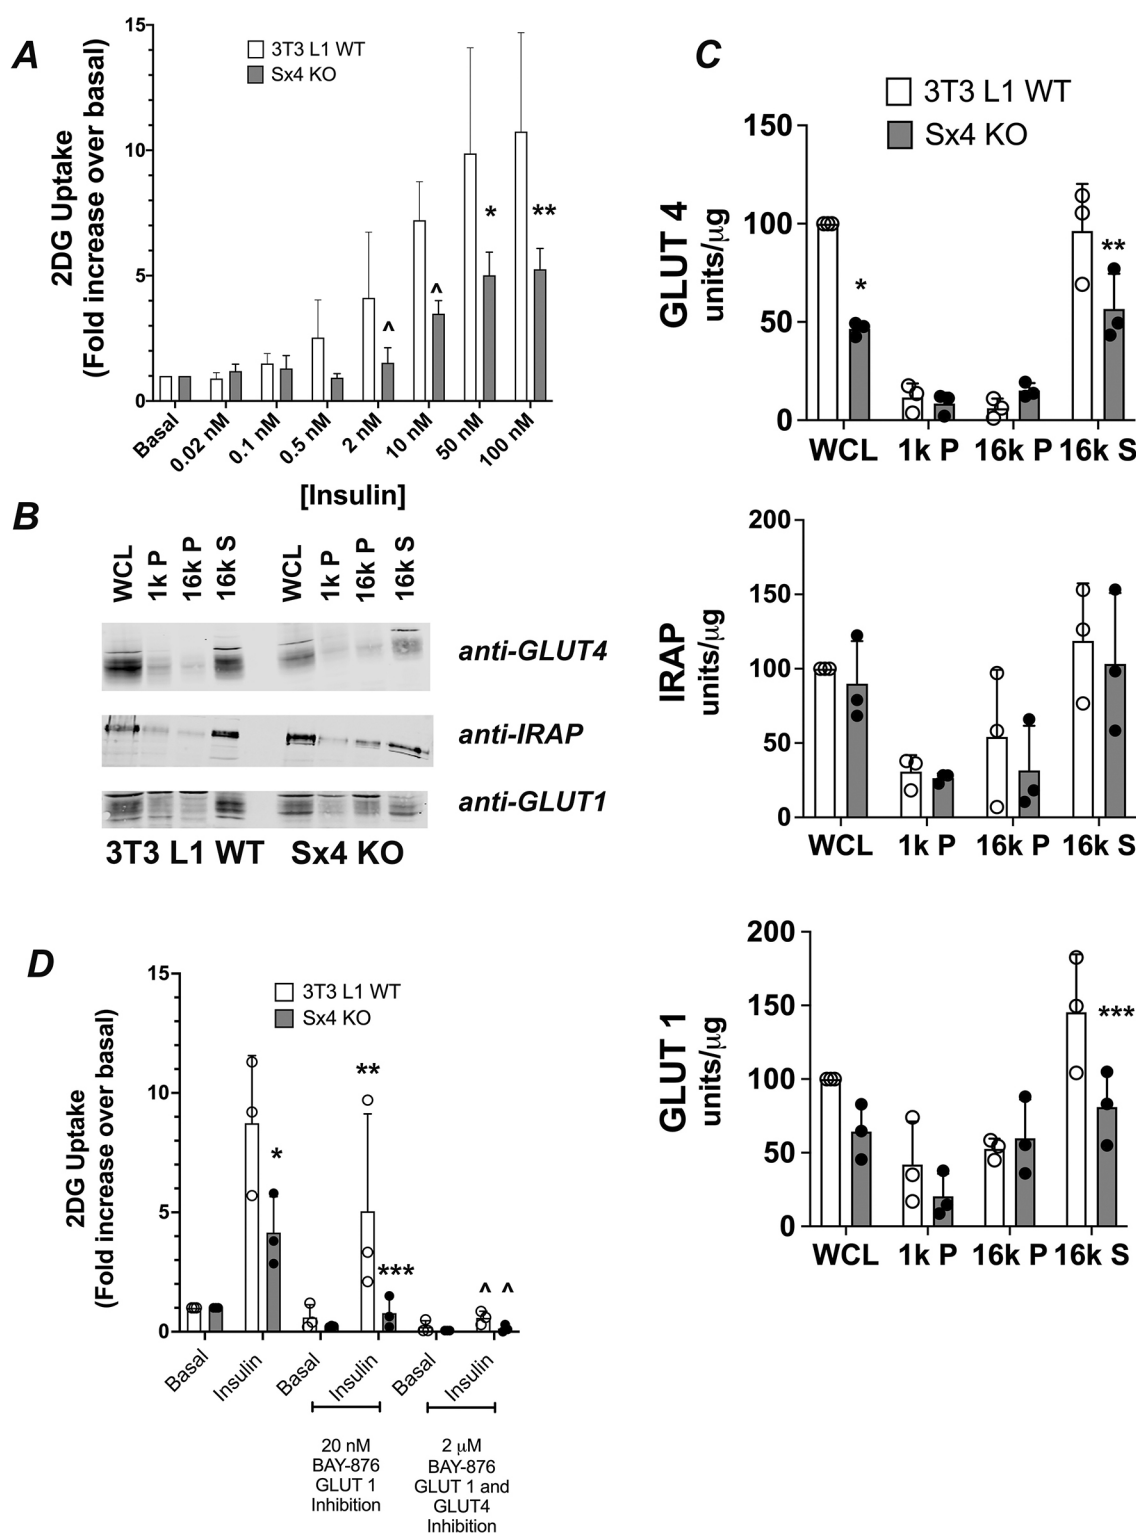 A
15
10
5
0
2DG Uptake
(Fold increase over basal)
3T3 L1 WT
Sx4 KO
^
^
*
**
Basal
0.02 nM
0.1 nM
0.5 nM
2 nM
10 nM
50 nM
100 nM
[Insulin]
B
WCL
1k P
16k P
16k S
WCL
1k P
16k P
16k S
anti-GLUT4
anti-IRAP
anti-GLUT1
3T3 L1 WT Sx4 KO
C
3T3 L1 WT
Sx4 KO
GLUT 4
units/μg
150
100
50
0
*
**
WCL 1k P 16k P 16k S
IRAP
units/μg
200
150
100
50
0
WCL 1k P 16k P 16k S
GLUT 1
units/μg
200
150
100
50
0
***
WCL 1k P 16k P 16k S
D
2DG Uptake
(Fold increase over basal)
15
10
5
0
3T3 L1 WT
Sx4 KO
*
**
***
^ ^
Basal
Insulin
Basal
Insulin
Basal
Insulin
20 nM
BAY-876
GLUT 1
Inhibition
2 μM
BAY-876
GLUT 1 and
GLUT4
Inhibition